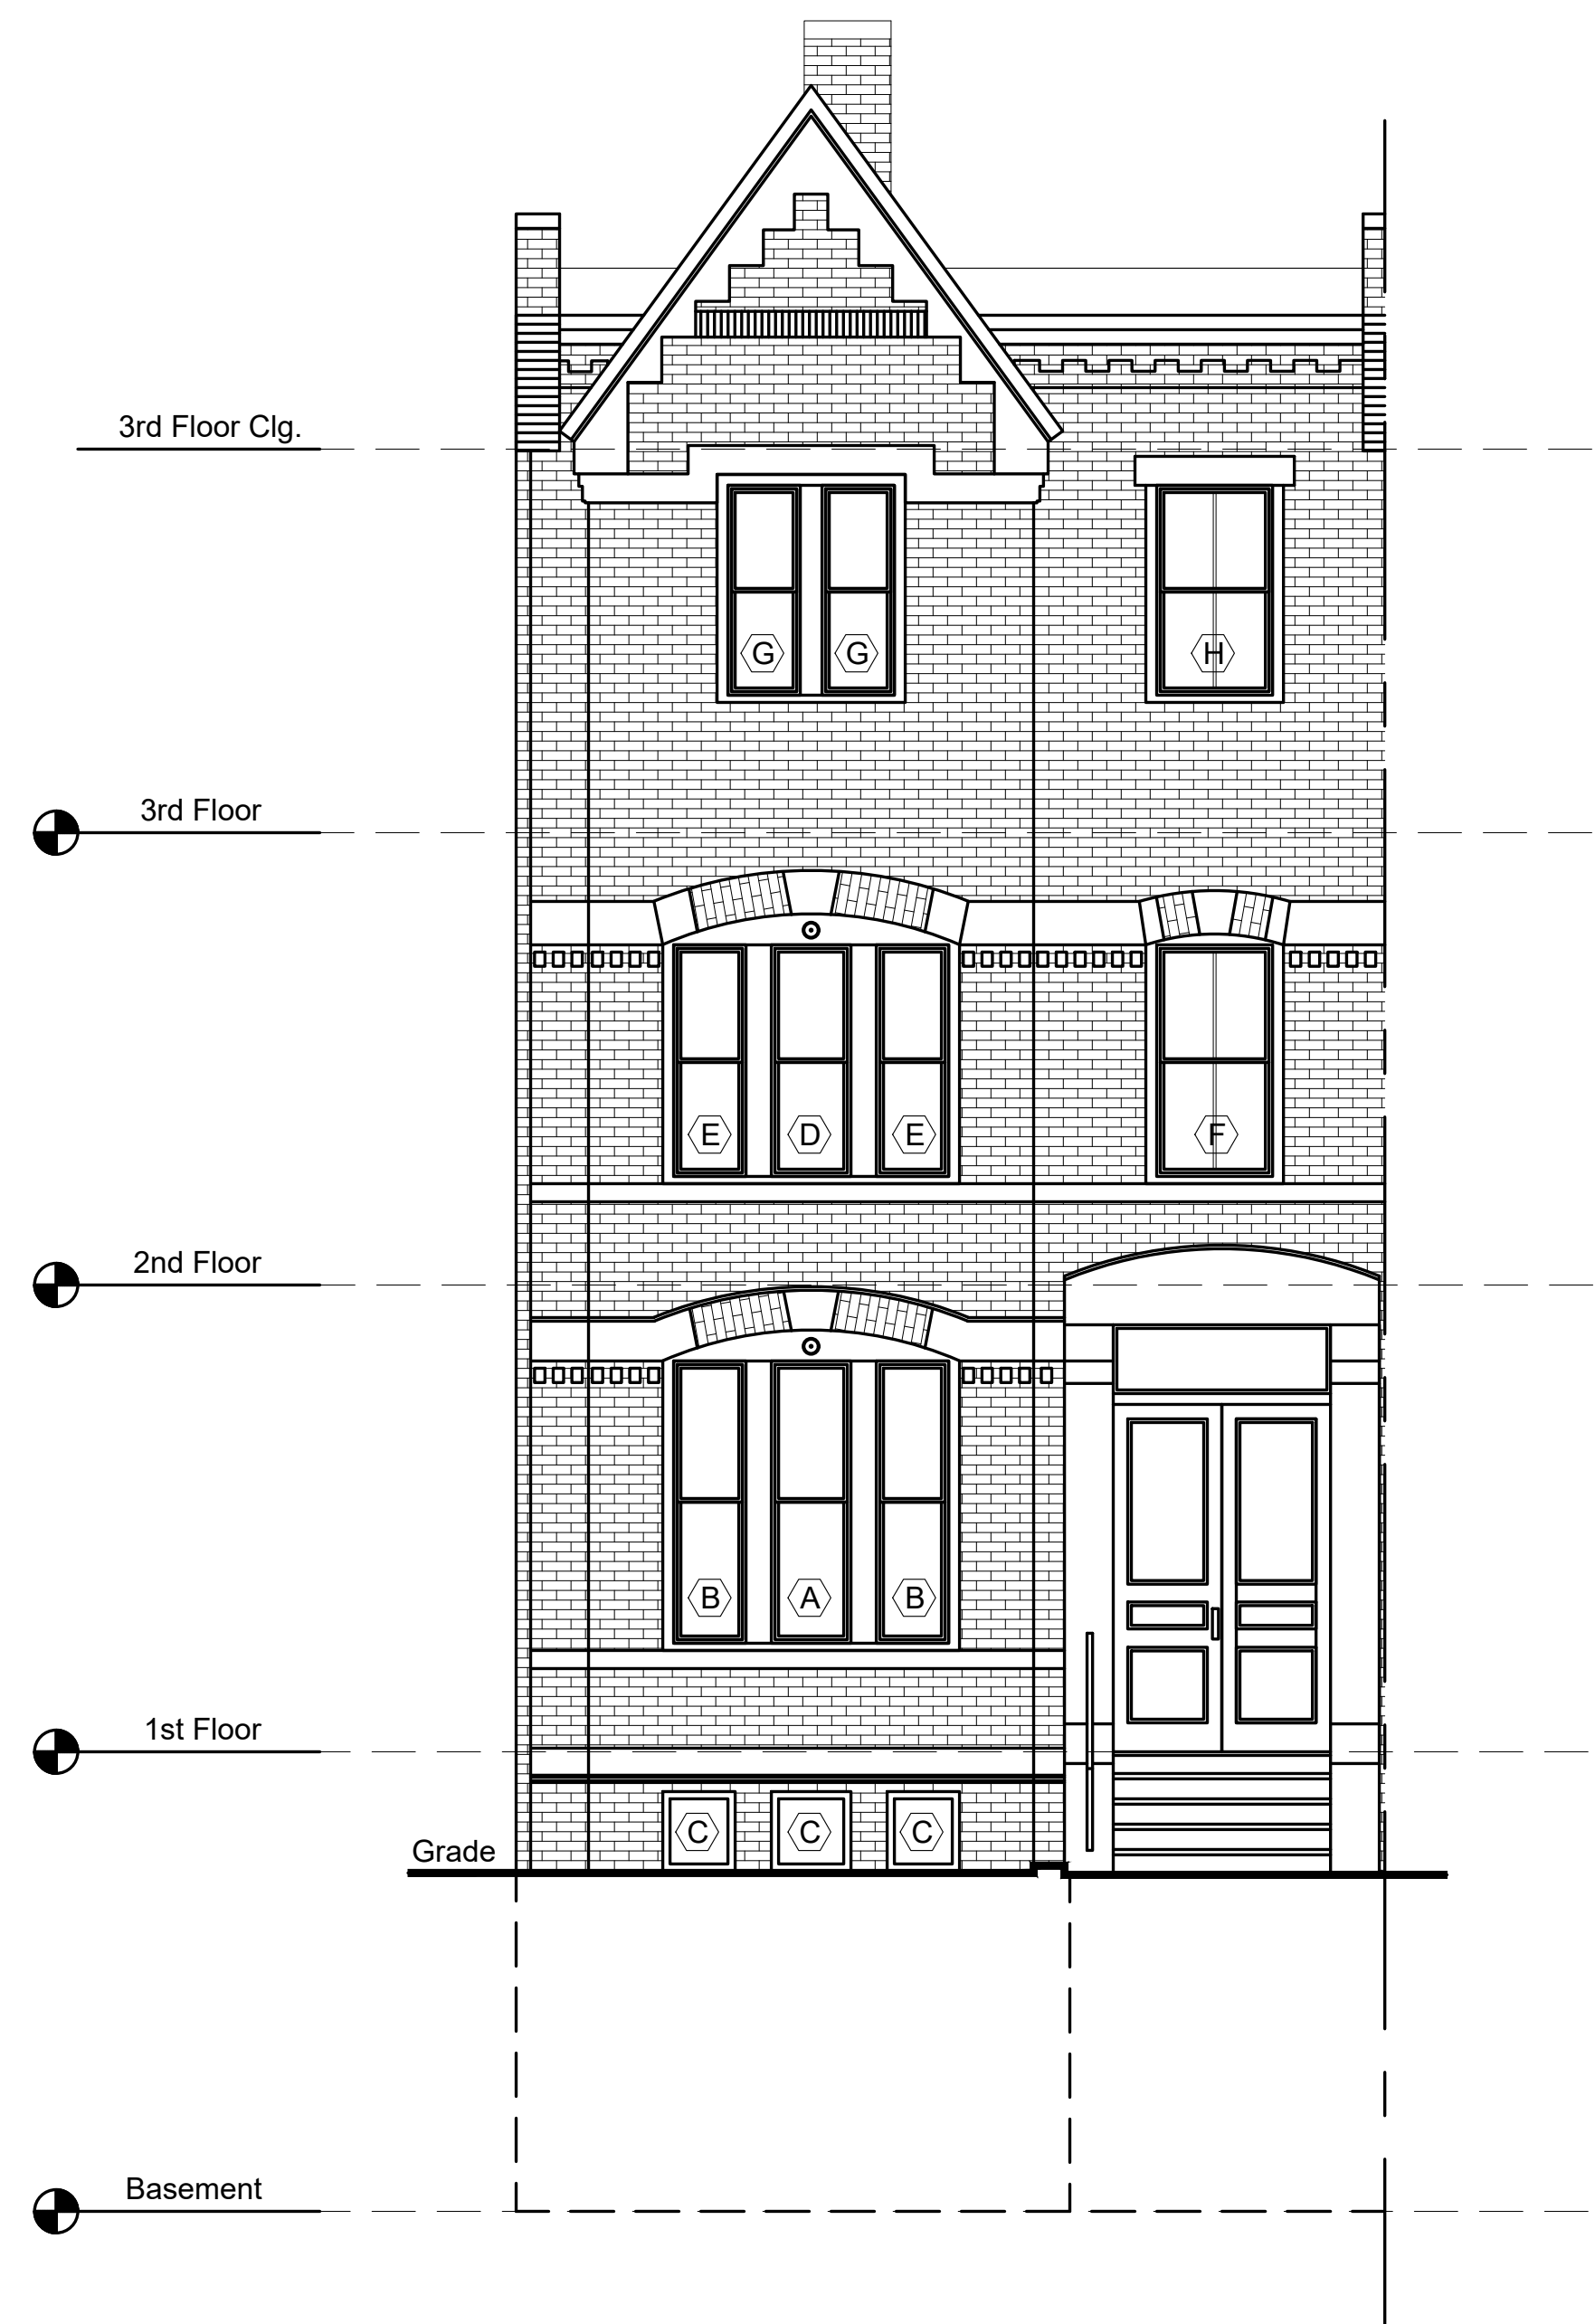 3rd Floor Clg.
G G H
3rd Floor
E D E F
2nd Floor
B A B
1st Floor
C C C
Grade
Basement